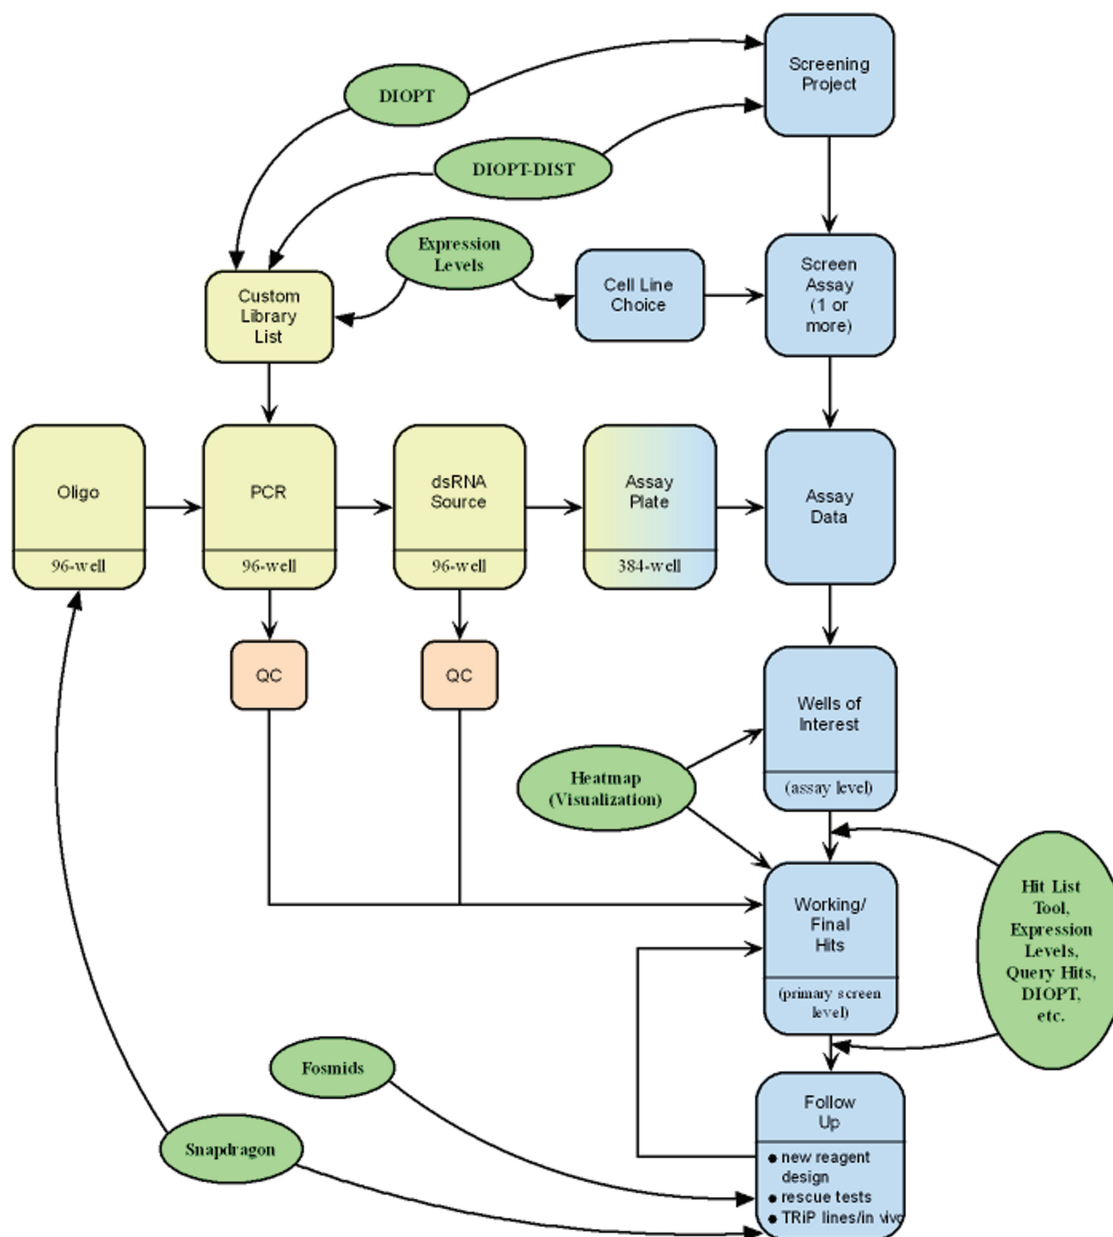 Screening
Project
DIOPT
DIOPT-DIST
Expression
Levels
Cell Line
Choice
Screen
Assay
(1 or
more)
Custom
Library
List
Oligo
96-well
PCR
96-well
dsRNA
Source
96-well
Assay
Plate
384-well
Assay
Data
QC
QC
Wells of
Interest
(assay level)
Heatmap
(Visualization)
Working/
Final
Hits
(primary screen
level)
Hit List
Tool,
Expression
Levels,
Query Hits,
DIOPT,
etc.
Fosmids
Snapdragon
Follow
Up
● new reagent
design
● rescue tests
● TRiP lines/in vivo